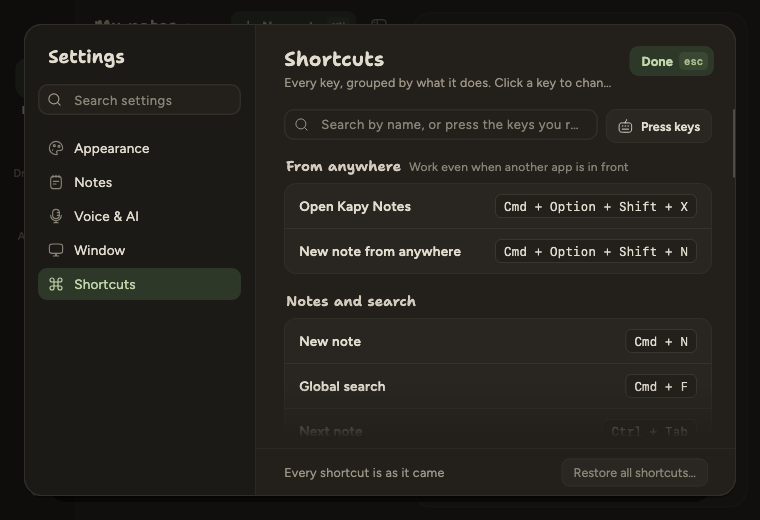 My notes
Settings
Search settings
Appearance
Notes
Voice & AI
Window
Shortcuts
Shortcuts
Every key, grouped by what it does. Click a key to chan...
Done esc
Search by name, or press the keys you r...
Press keys
From anywhere Work even when another app is in front
Open Kapy Notes Cmd + Option + Shift + X
New note from anywhere Cmd + Option + Shift + N
Notes and search
New note Cmd + N
Global search Cmd + F
Next note Ctrl + Tab
Every shortcut is as it came
Restore all shortcuts...